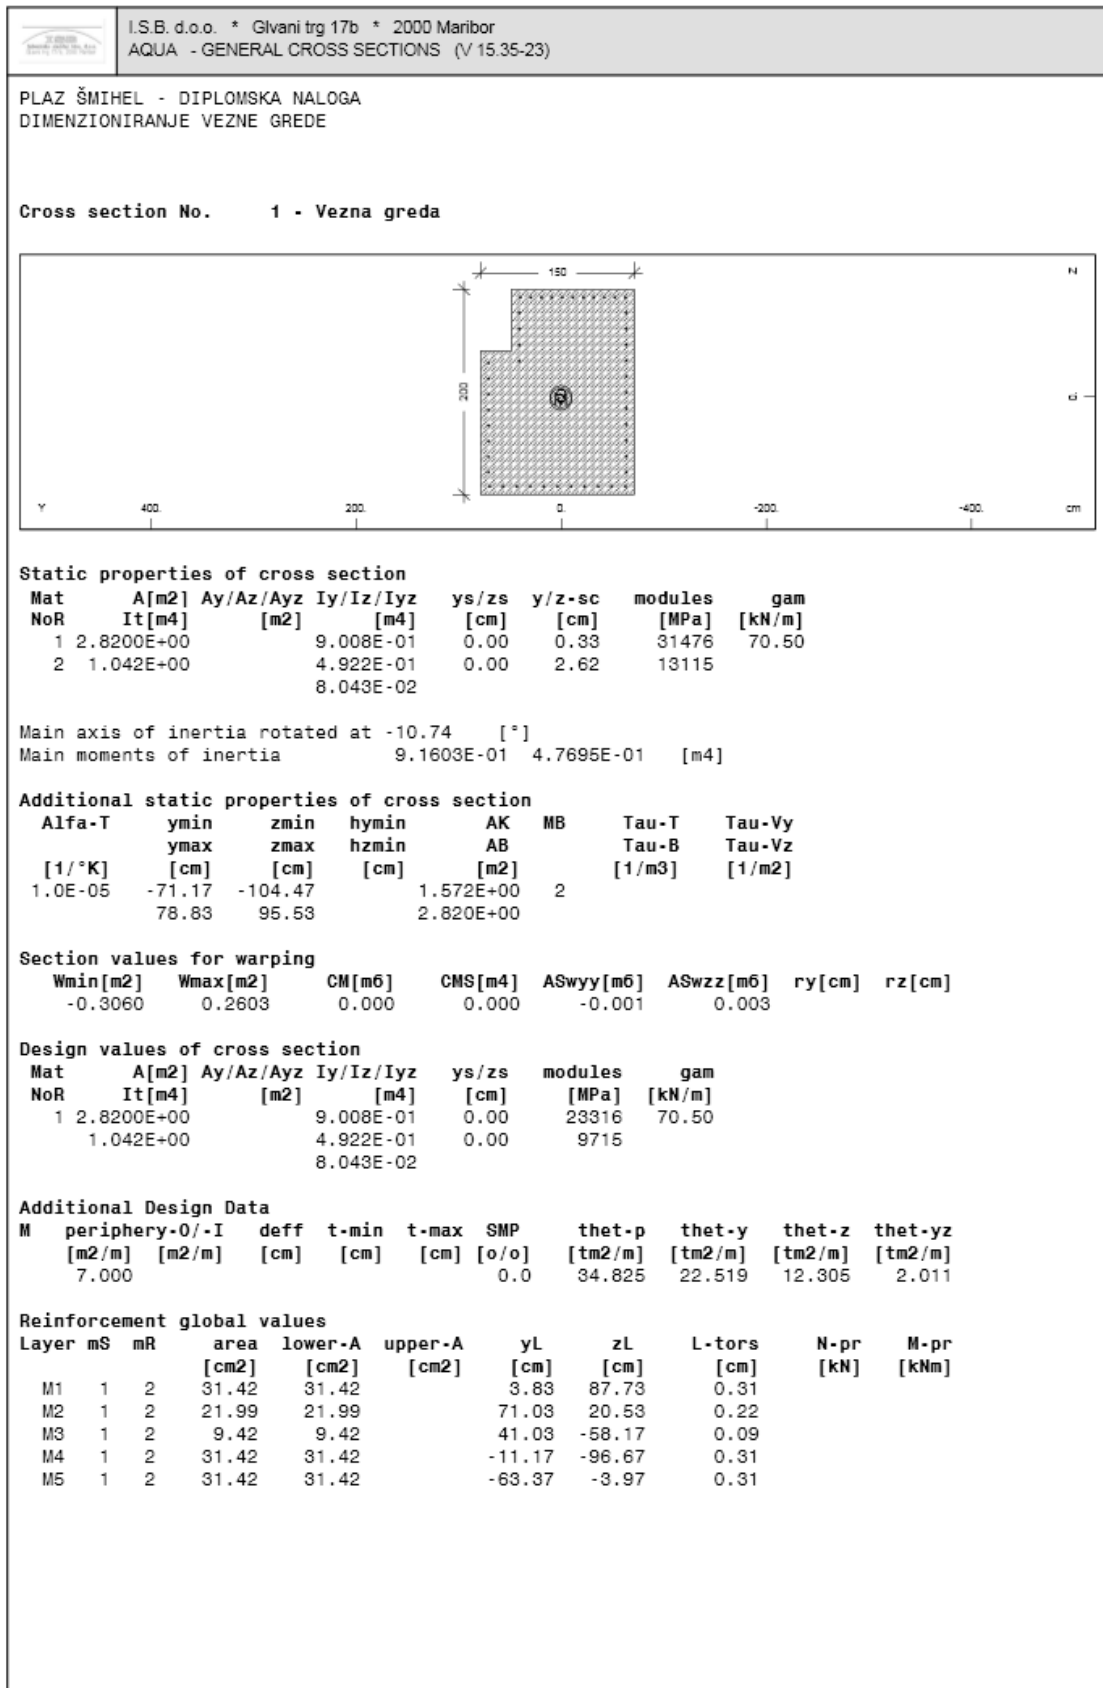 I.S.B. d.o.o. * Glvani trg 17b * 2000 Maribor
AQUA - GENERAL CROSS SECTIONS (V 15.35-23)
PLAZ ŠMIHEL - DIPLOMSKA NALOGA
DIMENZIONIRANJE VEZNE GREDE
Cross section No. 1 - Vezna greda
150
Z
200
0.
Y 400. 200. 0. -200. -400. cm
Static properties of cross section
Mat A[m2] Ay/Az/Ayz Iy/Iz/Iyz ys/zs y/z-sc modules gam
NoR It[m4] [m2] [m4] [cm] [cm] [MPa] [kN/m]
1 2.8200E+00 9.008E-01 0.00 0.33 31476 70.50
2 1.042E+00 4.922E-01 0.00 2.62 13115
8.043E-02
Main axis of inertia rotated at -10.74 [°]
Main moments of inertia 9.1603E-01 4.7695E-01 [m4]
Additional static properties of cross section
Alfa-T ymin zmin hymin AK MB Tau-T Tau-Vy
ymax zmax hzmin AB Tau-B Tau-Vz
[1/°K] [cm] [cm] [cm] [m2] [1/m3] [1/m2]
1.0E-05 -71.17 -104.47 1.572E+00 2
78.83 95.53 2.820E+00
Section values for warping
Wmin[m2] Wmax[m2] CM[m6] CMS[m4] ASwyy[m6] ASwzz[m6] ry[cm] rz[cm]
-0.3060 0.2603 0.000 0.000 -0.001 0.003
Design values of cross section
Mat A[m2] Ay/Az/Ayz Iy/Iz/Iyz ys/zs modules gam
NoR It[m4] [m2] [m4] [cm] [MPa] [kN/m]
1 2.8200E+00 9.008E-01 0.00 23316 70.50
1.042E+00 4.922E-01 0.00 9715
8.043E-02
Additional Design Data
M periphery-O/-I deff t-min t-max SMP thet-p thet-y thet-z thet-yz
[m2/m] [m2/m] [cm] [cm] [cm] [o/o] [tm2/m] [tm2/m] [tm2/m] [tm2/m]
7.000 0.0 34.825 22.519 12.305 2.011
Reinforcement global values
Layer mS mR area lower-A upper-A yL zL L-tors N-pr M-pr
[cm2] [cm2] [cm2] [cm] [cm] [cm] [kN] [kNm]
M1 1 2 31.42 31.42 3.83 87.73 0.31
M2 1 2 21.99 21.99 71.03 20.53 0.22
M3 1 2 9.42 9.42 41.03 -58.17 0.09
M4 1 2 31.42 31.42 -11.17 -96.67 0.31
M5 1 2 31.42 31.42 -63.37 -3.97 0.31